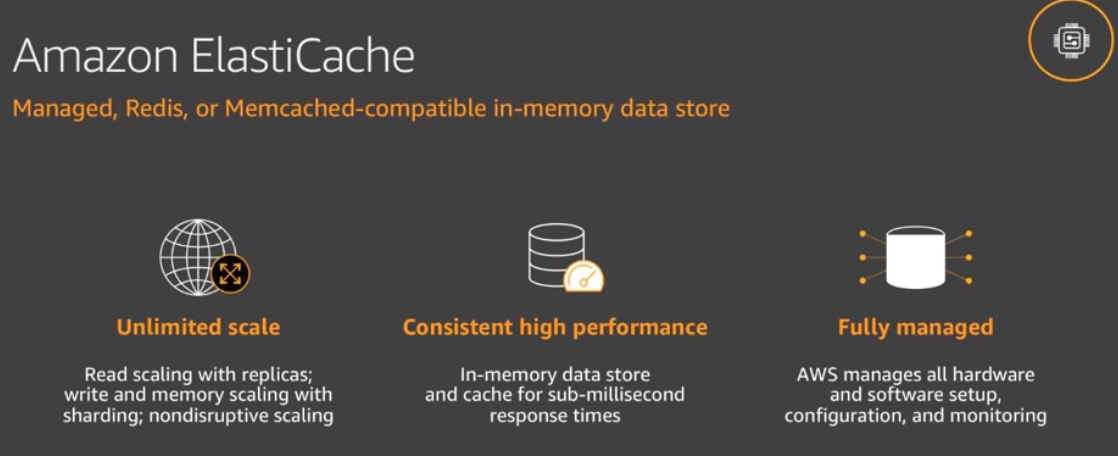 Amazon ElastiCache
Managed, Redis, or Memcached-compatible in-memory data store
Unlimited scale
Read scaling with replicas;
write and memory scaling with
sharding; nondisruptive scaling
Consistent high performance
In-memory data store
and cache for sub-millisecond
response times
Fully managed
AWS manages all hardware
and software setup,
configuration, and monitoring